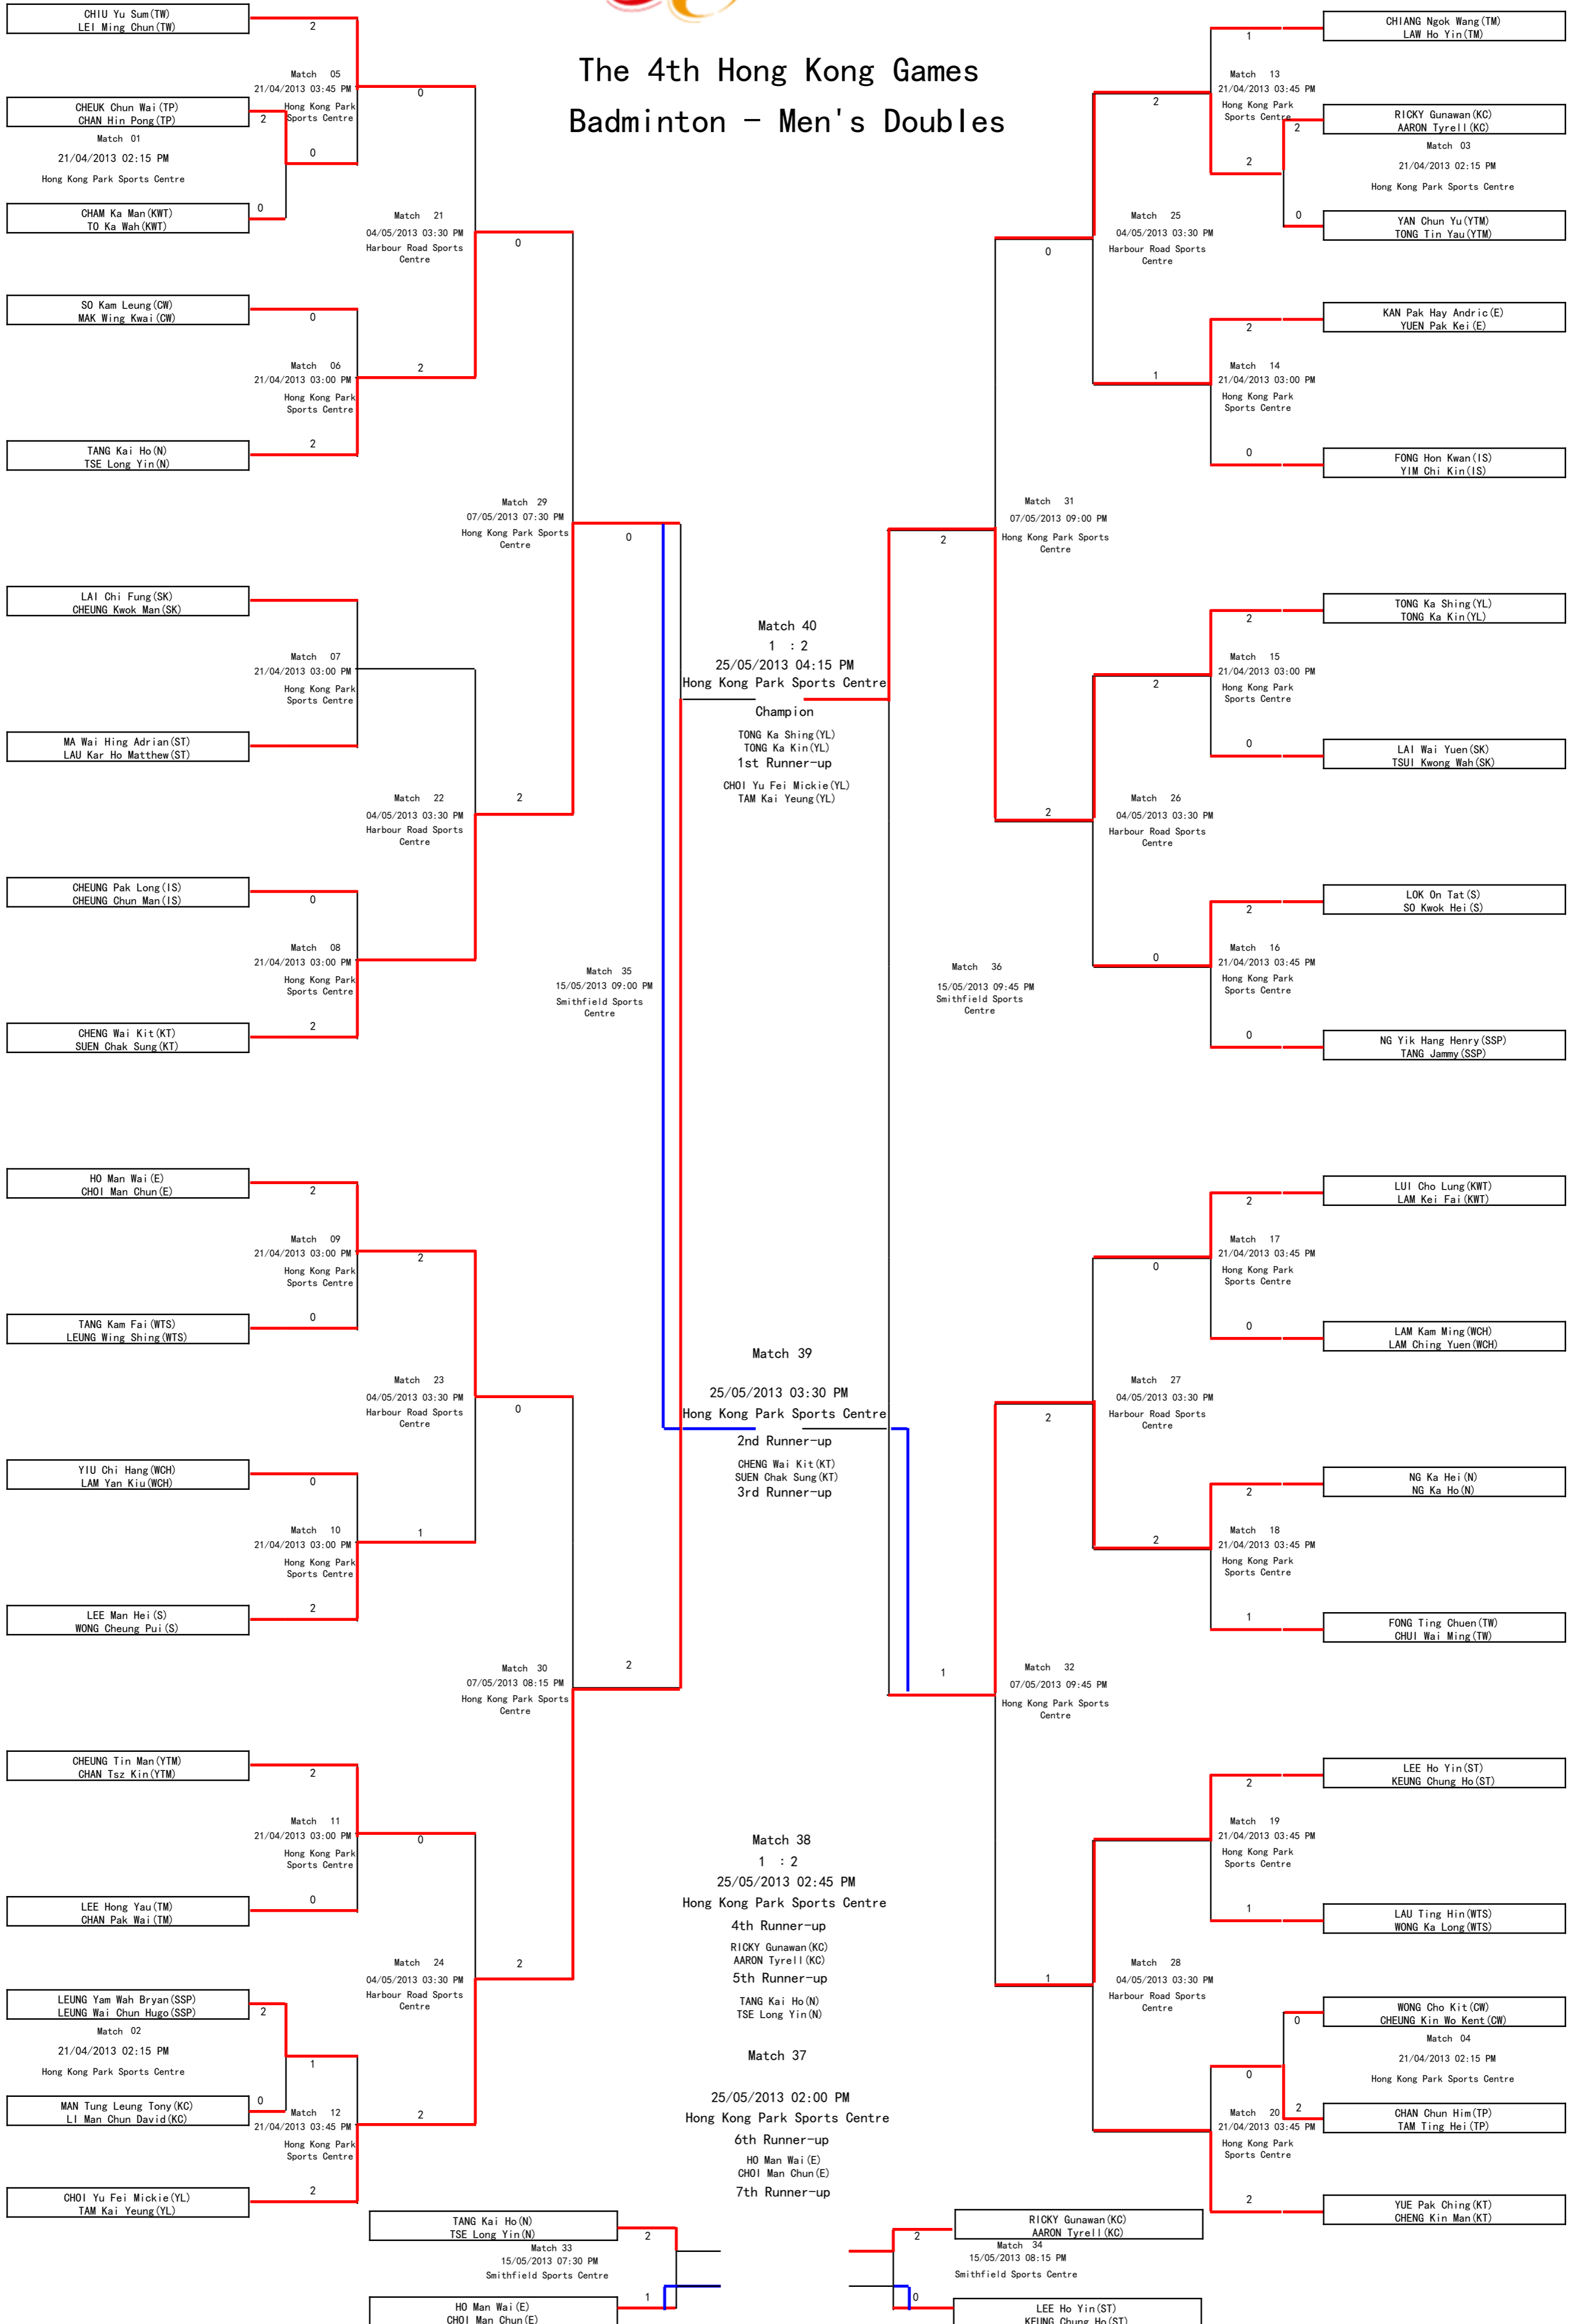 The 4th Hong Kong Games
Badminton - Men's Doubles
CHIU Yu Sum(TW)
LEI Ming Chun(TW)
2
Match 05
21/04/2013 03:45 PM
Hong Kong Park
Sports Centre
0
CHEUK Chun Wai(TP)
CHAN Hin Pong(TP)
2
Match 01
21/04/2013 02:15 PM
Hong Kong Park Sports Centre
0
CHAM Ka Man(KWT)
TO Ka Wah(KWT)
0
Match 21
04/05/2013 03:30 PM
Harbour Road Sports
Centre
0
SO Kam Leung(CW)
MAK Wing Kwai(CW)
0
Match 06
21/04/2013 03:00 PM
Hong Kong Park
Sports Centre
2
TANG Kai Ho(N)
TSE Long Yin(N)
2
Match 29
07/05/2013 07:30 PM
Hong Kong Park Sports
Centre
0
LAI Chi Fung(SK)
CHEUNG Kwok Man(SK)
Match 07
21/04/2013 03:00 PM
Hong Kong Park
Sports Centre
MA Wai Hing Adrian(ST)
LAU Kar Ho Matthew(ST)
Match 22
04/05/2013 03:30 PM
Harbour Road Sports
Centre
2
CHEUNG Pak Long(IS)
CHEUNG Chun Man(IS)
0
Match 08
21/04/2013 03:00 PM
Hong Kong Park
Sports Centre
CHENG Wai Kit(KT)
SUEN Chak Sung(KT)
2
Match 35
15/05/2013 09:00 PM
Smithfield Sports
Centre
HO Man Wai(E)
CHOI Man Chun(E)
2
Match 09
21/04/2013 03:00 PM
Hong Kong Park
Sports Centre
2
TANG Kam Fai(WTS)
LEUNG Wing Shing(WTS)
0
Match 23
04/05/2013 03:30 PM
Harbour Road Sports
Centre
0
YIU Chi Hang(WCH)
LAM Yan Kiu(WCH)
0
Match 10
21/04/2013 03:00 PM
Hong Kong Park
Sports Centre
1
LEE Man Hei(S)
WONG Cheung Pui(S)
2
Match 30
07/05/2013 08:15 PM
Hong Kong Park Sports
Centre
2
CHEUNG Tin Man(YTM)
CHAN Tsz Kin(YTM)
2
Match 11
21/04/2013 03:00 PM
Hong Kong Park
Sports Centre
0
LEE Hong Yau(TM)
CHAN Pak Wai(TM)
0
Match 24
04/05/2013 03:30 PM
Harbour Road Sports
Centre
2
LEUNG Yam Wah Bryan(SSP)
LEUNG Wai Chun Hugo(SSP)
2
Match 02
21/04/2013 02:15 PM
Hong Kong Park Sports Centre
1
MAN Tung Leung Tony(KC)
LI Man Chun David(KC)
0
Match 12
21/04/2013 03:45 PM
Hong Kong Park
Sports Centre
2
CHOI Yu Fei Mickie(YL)
TAM Kai Yeung(YL)
2
Match 40
1 : 2
25/05/2013 04:15 PM
Hong Kong Park Sports Centre
Champion
TONG Ka Shing(YL)
TONG Ka Kin(YL)
1st Runner-up
CHOI Yu Fei Mickie(YL)
TAM Kai Yeung(YL)
Match 39
25/05/2013 03:30 PM
Hong Kong Park Sports Centre
2nd Runner-up
CHENG Wai Kit(KT)
SUEN Chak Sung(KT)
3rd Runner-up
Match 38
1 : 2
25/05/2013 02:45 PM
Hong Kong Park Sports Centre
4th Runner-up
RICKY Gunawan(KC)
AARON Tyrell(KC)
5th Runner-up
TANG Kai Ho(N)
TSE Long Yin(N)
Match 37
25/05/2013 02:00 PM
Hong Kong Park Sports Centre
6th Runner-up
HO Man Wai(E)
CHOI Man Chun(E)
7th Runner-up
CHIANG Ngok Wang(TM)
LAW Ho Yin(TM)
1
Match 13
21/04/2013 03:45 PM
Hong Kong Park
Sports Centre
2
RICKY Gunawan(KC)
AARON Tyrell(KC)
2
Match 03
21/04/2013 02:15 PM
Hong Kong Park Sports Centre
2
YAN Chun Yu(YTM)
TONG Tin Yau(YTM)
0
Match 25
04/05/2013 03:30 PM
Harbour Road Sports
Centre
0
KAN Pak Hay Andric(E)
YUEN Pak Kei(E)
2
Match 14
21/04/2013 03:00 PM
Hong Kong Park
Sports Centre
1
FONG Hon Kwan(IS)
YIM Chi Kin(IS)
0
Match 31
07/05/2013 09:00 PM
Hong Kong Park Sports
Centre
2
TONG Ka Shing(YL)
TONG Ka Kin(YL)
2
Match 15
21/04/2013 03:00 PM
Hong Kong Park
Sports Centre
2
LAI Wai Yuen(SK)
TSUI Kwong Wah(SK)
0
Match 26
04/05/2013 03:30 PM
Harbour Road Sports
Centre
2
LOK On Tat(S)
SO Kwok Hei(S)
2
Match 16
21/04/2013 03:45 PM
Hong Kong Park
Sports Centre
0
NG Yik Hang Henry(SSP)
TANG Jammy(SSP)
0
Match 36
15/05/2013 09:45 PM
Smithfield Sports
Centre
LUI Cho Lung(KWT)
LAM Kei Fai(KWT)
2
Match 17
21/04/2013 03:45 PM
Hong Kong Park
Sports Centre
0
LAM Kam Ming(WCH)
LAM Ching Yuen(WCH)
0
Match 27
04/05/2013 03:30 PM
Harbour Road Sports
Centre
2
NG Ka Hei(N)
NG Ka Ho(N)
2
Match 18
21/04/2013 03:45 PM
Hong Kong Park
Sports Centre
2
FONG Ting Chuen(TW)
CHUI Wai Ming(TW)
1
Match 32
07/05/2013 09:45 PM
Hong Kong Park Sports
Centre
1
LEE Ho Yin(ST)
KEUNG Chung Ho(ST)
2
Match 19
21/04/2013 03:45 PM
Hong Kong Park
Sports Centre
LAU Ting Hin(WTS)
WONG Ka Long(WTS)
1
Match 28
04/05/2013 03:30 PM
Harbour Road Sports
Centre
1
WONG Cho Kit(CW)
CHEUNG Kin Wo Kent(CW)
0
Match 04
21/04/2013 02:15 PM
Hong Kong Park Sports Centre
0
CHAN Chun Him(TP)
TAM Ting Hei(TP)
2
Match 20
21/04/2013 03:45 PM
Hong Kong Park
Sports Centre
YUE Pak Ching(KT)
CHENG Kin Man(KT)
2
TANG Kai Ho(N)
TSE Long Yin(N)
2
Match 33
15/05/2013 07:30 PM
Smithfield Sports Centre
1
HO Man Wai(E)
CHOI Man Chun(E)
RICKY Gunawan(KC)
AARON Tyrell(KC)
2
Match 34
15/05/2013 08:15 PM
Smithfield Sports Centre
0
LEE Ho Yin(ST)
KEUNG Chung Ho(ST)